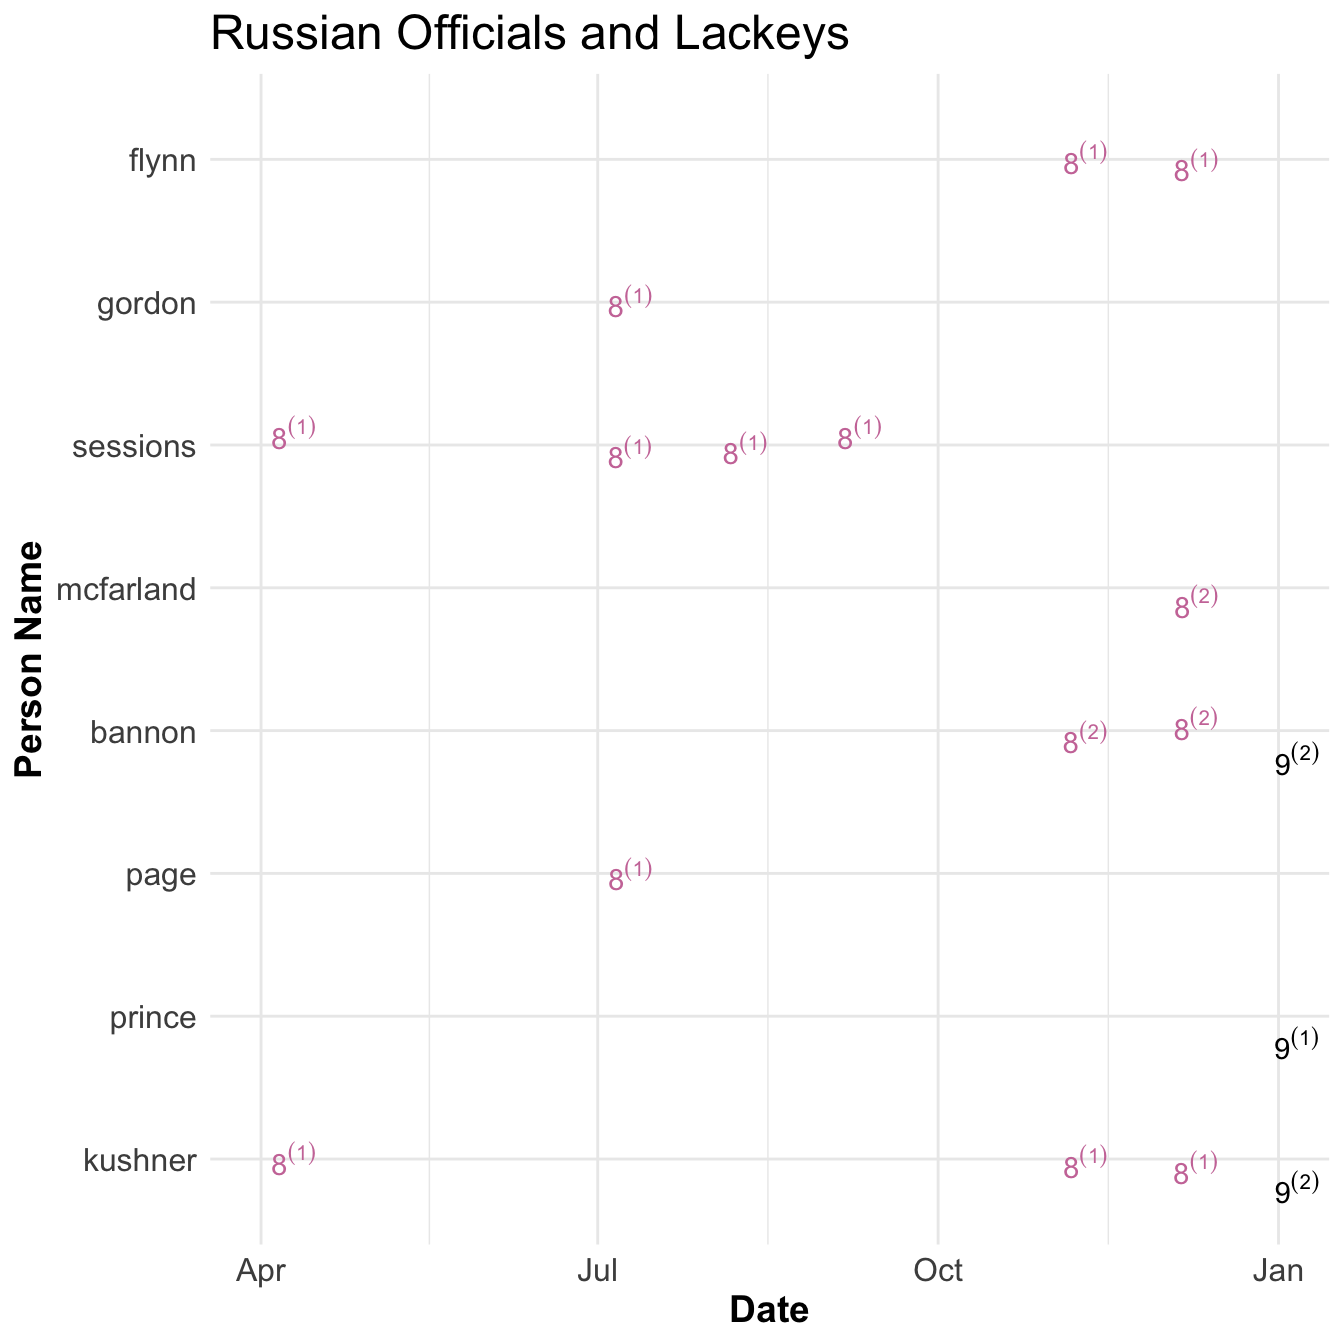 Russian Officials and Lackeys
flynn 8(1) 8(1)
gordon 8(1)
sessions 8(1) 8(1) 8(1) 8(1)
mcfarland 8(2)
bannon 8(2) 8(2) 9(2)
page 8(1)
prince 9(1)
kushner 8(1) 8(1) 8(1) 9(2)
Apr Jul Oct Jan
Date
Person Name